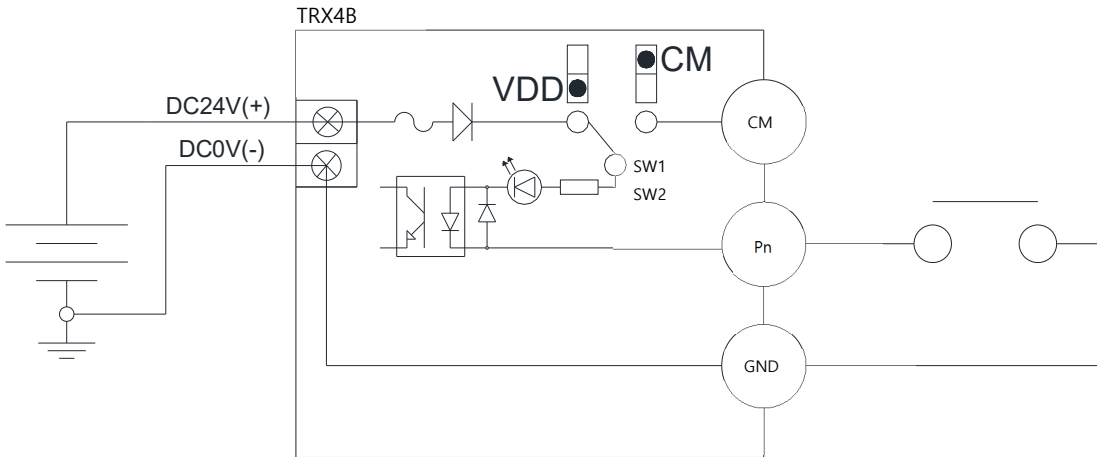 TRX4B
CM
VDD
DC24V(+)
CM
DC0V(-)
SW1
SW2
Pn
GND